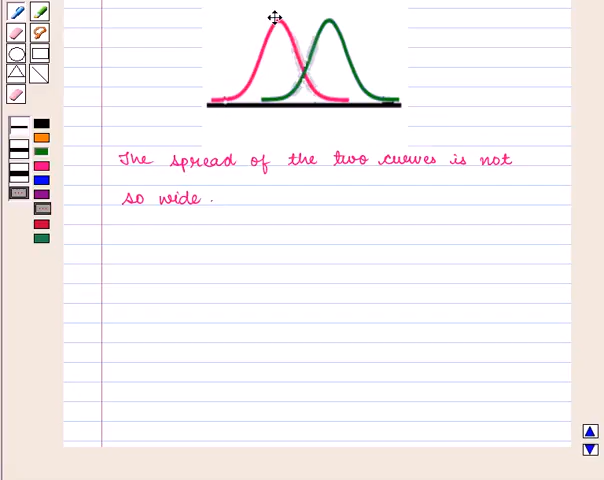 The spread of the two curves is not
so wide .